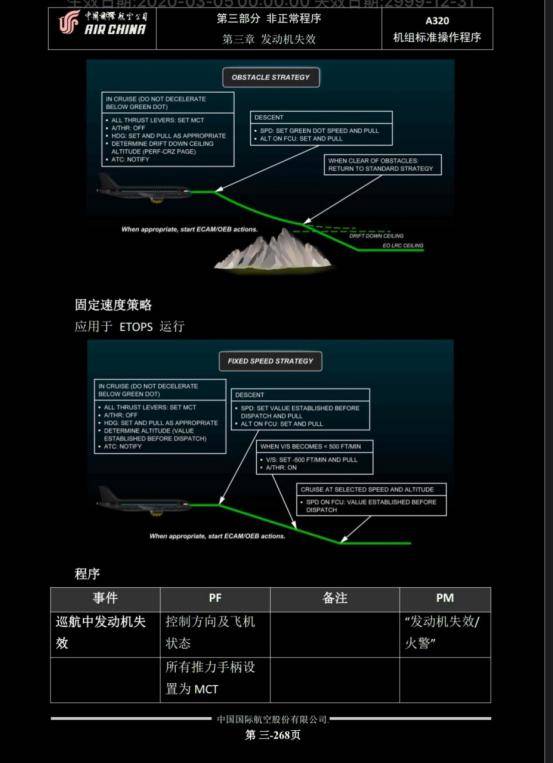 生效日期:2020-03-05 00:00:00 失效日期:2999-12-31
中国国际航空公司
AIR CHINA
第三部分 非正常程序
第三章 发动机失效
A320
机组标准操作程序
OBSTACLE STRATEGY
IN CRUISE (DO NOT DECELERATE
BELOW GREEN DOT)
• ALL THRUST LEVERS: SET MCT
• A/THR: OFF
• HDG: SET AND PULL AS APPROPRIATE
• DETERMINE DRIFT DOWN CEILING
ALTITUDE (PERF-CRZ PAGE)
• ATC: NOTIFY
DESCENT
• SPD: SET GREEN DOT SPEED AND PULL
• ALT ON FCU: SET AND PULL
WHEN CLEAR OF OBSTACLES:
RETURN TO STANDARD STRATEGY
When appropriate, start ECAM/OEB actions.
DRIFT DOWN CEILING
EO LRC CEILING
固定速度策略
应用于 ETOPS 运行
FIXED SPEED STRATEGY
IN CRUISE (DO NOT DECELERATE
BELOW GREEN DOT)
• ALL THRUST LEVERS: SET MCT
• A/THR: OFF
• HDG: SET AND PULL AS APPROPRIATE
• DETERMINE ALTITUDE (VALUE
ESTABLISHED BEFORE DISPATCH)
• ATC: NOTIFY
DESCENT
• SPD: SET VALUE ESTABLISHED BEFORE
DISPATCH AND PULL
• ALT ON FCU: SET AND PULL
WHEN V/S BECOMES < 500 FT/MIN
• V/S: SET -500 FT/MIN AND PULL
• A/THR: ON
CRUISE AT SELECTED SPEED AND ALTITUDE
• SPD ON FCU: VALUE ESTABLISHED BEFORE
DISPATCH
When appropriate, start ECAM/OEB actions.
程序
事件 PF 备注 PM
巡航中发动机失 控制方向及飞机 “发动机失效/
效 状态 火警”
所有推力手柄设
置为 MCT
中国国际航空股份有限公司
第 三-268页